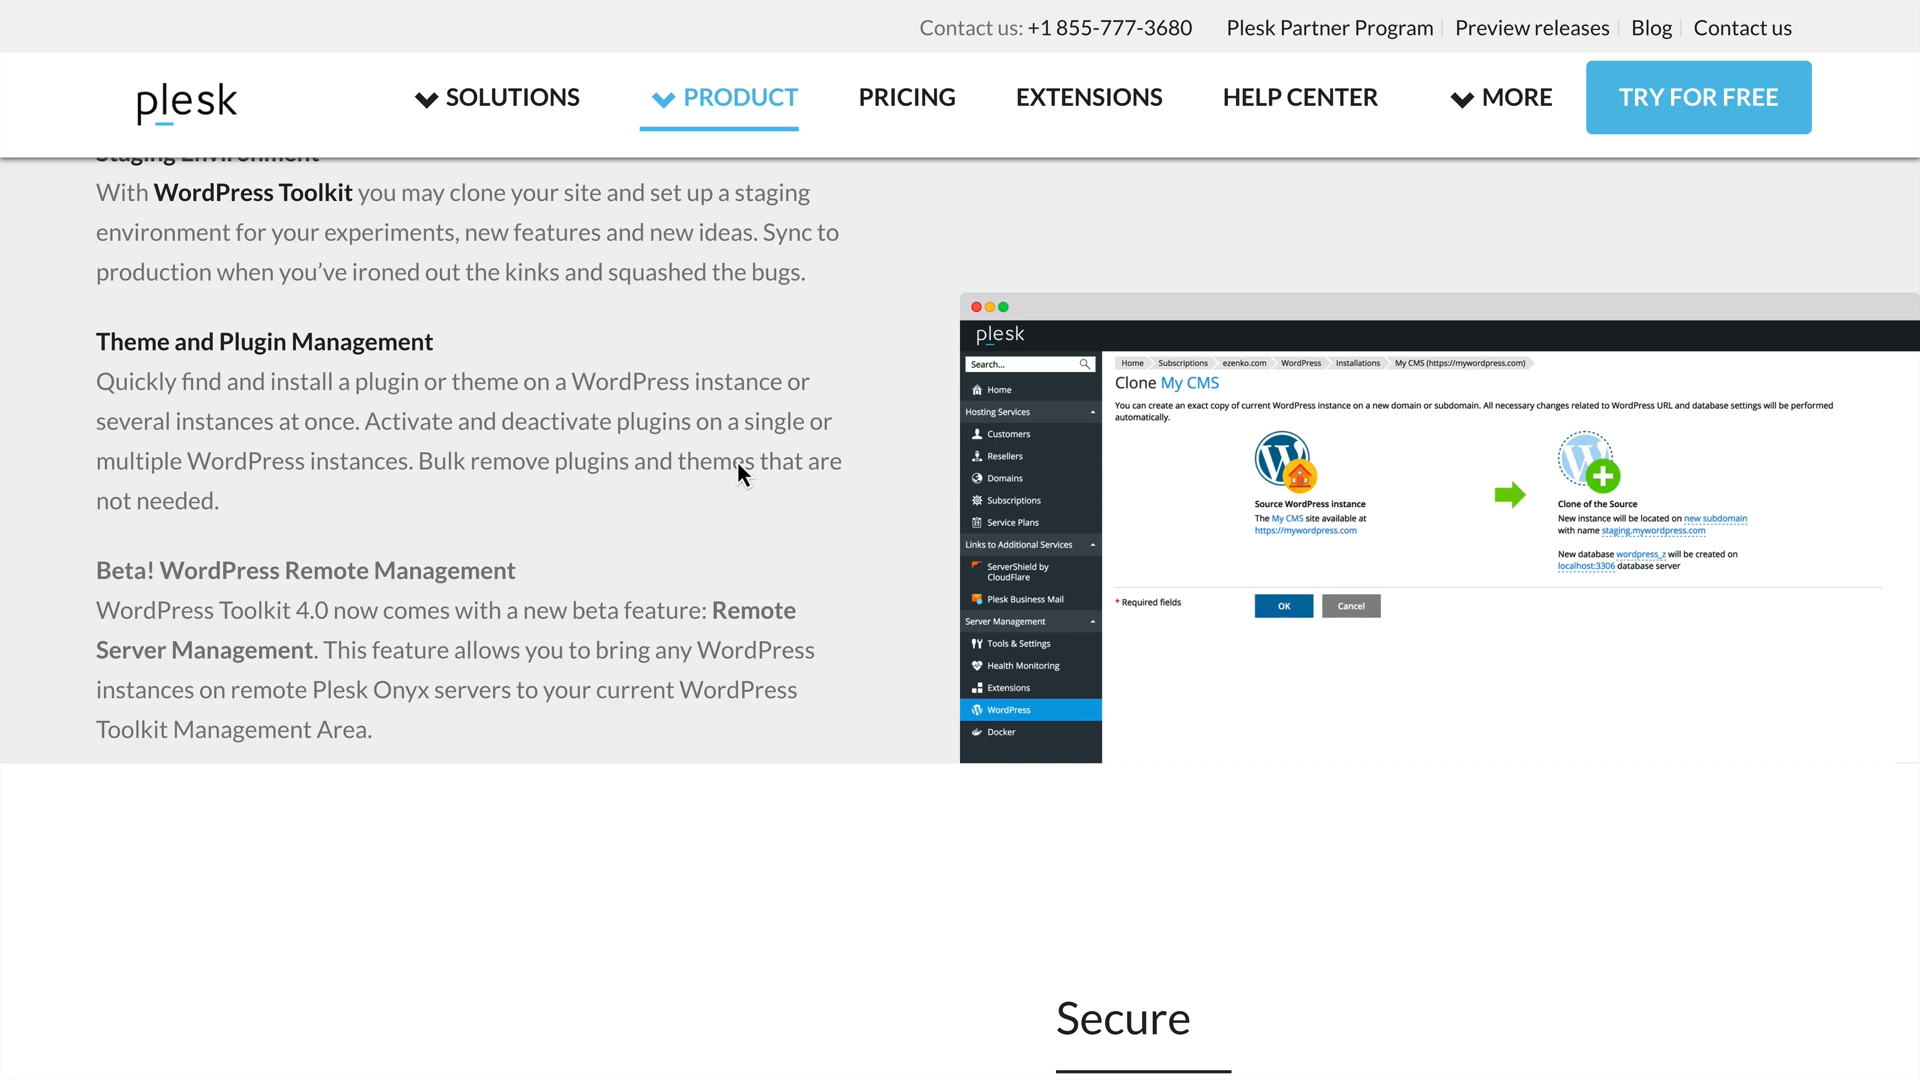 Contact us: +1 855-777-3680 Plesk Partner Program Preview releases Blog Contact us
plesk SOLUTIONS PRODUCT PRICING EXTENSIONS HELP CENTER MORE TRY FOR FREE
Staging Environment
With WordPress Toolkit you may clone your site and set up a staging
environment for your experiments, new features and new ideas. Sync to
production when you’ve ironed out the kinks and squashed the bugs.
Theme and Plugin Management
Quickly find and install a plugin or theme on a WordPress instance or
several instances at once. Activate and deactivate plugins on a single or
multiple WordPress instances. Bulk remove plugins and themes that are
not needed.
Beta! WordPress Remote Management
WordPress Toolkit 4.0 now comes with a new beta feature: Remote
Server Management. This feature allows you to bring any WordPress
instances on remote Plesk Onyx servers to your current WordPress
Toolkit Management Area.
plesk
Search...
Home
Hosting Services
Customers
Resellers
Domains
Subscriptions
Service Plans
Links to Additional Services
ServerShield by
CloudFlare
Plesk Business Mail
Server Management
Tools & Settings
Health Monitoring
Extensions
WordPress
Docker
Home Subscriptions ezenko.com WordPress Installations My CMS (https://mywordpress.com)
Clone My CMS
You can create an exact copy of current WordPress instance on a new domain or subdomain. All necessary changes related to WordPress URL and database settings will be performed
automatically.
Source WordPress instance
The My CMS site available at
https://mywordpress.com
Clone of the Source
New instance will be located on new subdomain
with name staging.mywordpress.com
New database wordpress_z will be created on
localhost:3306 database server
* Required fields OK Cancel
Secure